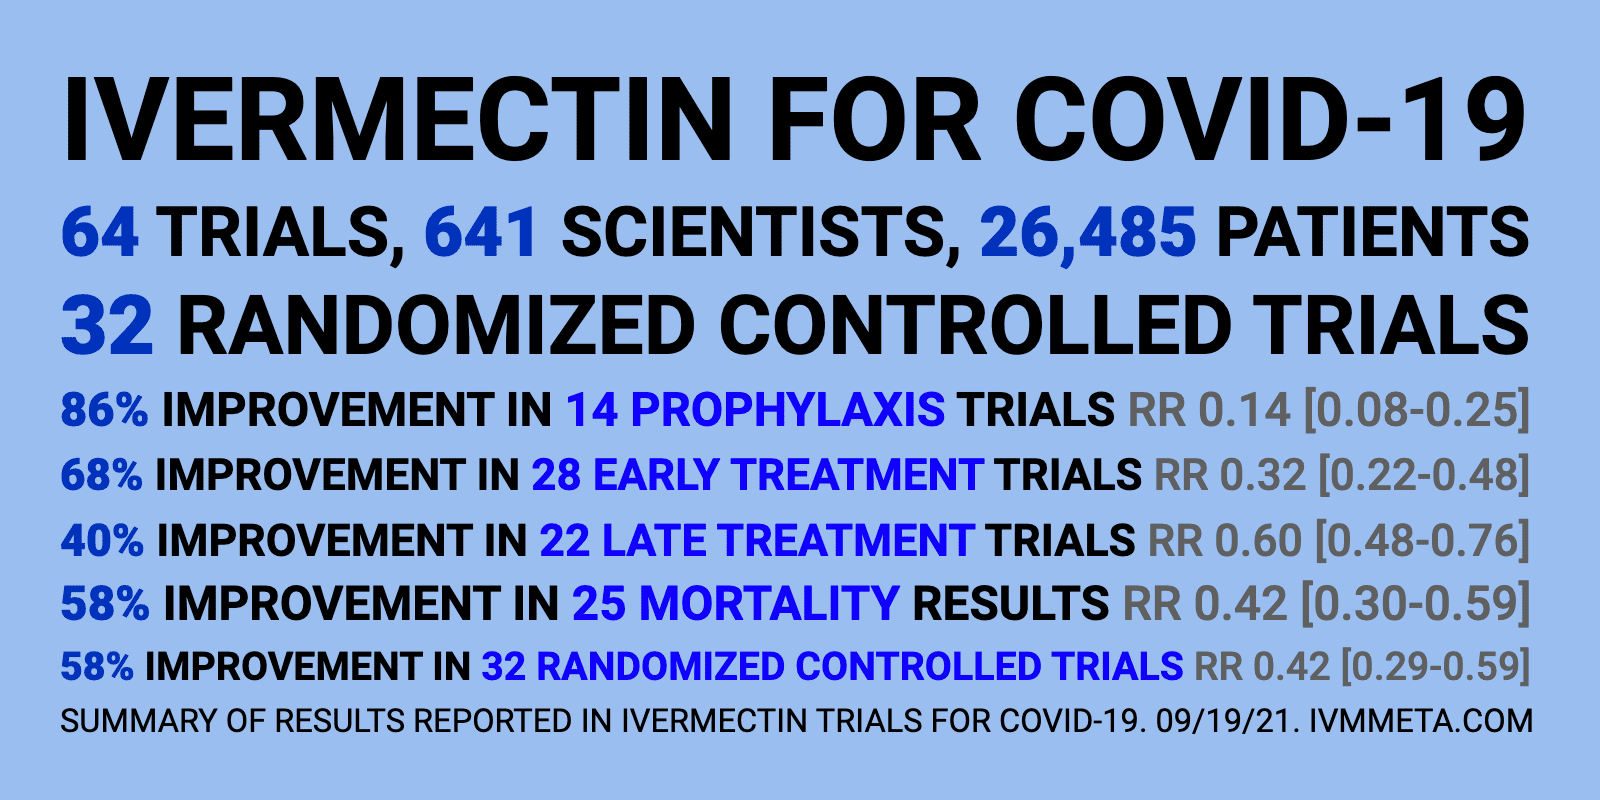 IVERMECTIN FOR COVID-19
64 TRIALS, 641 SCIENTISTS, 26,485 PATIENTS
32 RANDOMIZED CONTROLLED TRIALS
86% IMPROVEMENT IN 14 PROPHYLAXIS TRIALS RR 0.14 [0.08-0.25]
68% IMPROVEMENT IN 28 EARLY TREATMENT TRIALS RR 0.32 [0.22-0.48]
40% IMPROVEMENT IN 22 LATE TREATMENT TRIALS RR 0.60 [0.48-0.76]
58% IMPROVEMENT IN 25 MORTALITY RESULTS RR 0.42 [0.30-0.59]
58% IMPROVEMENT IN 32 RANDOMIZED CONTROLLED TRIALS RR 0.42 [0.29-0.59]
SUMMARY OF RESULTS REPORTED IN IVERMECTIN TRIALS FOR COVID-19. 09/19/21. IVMMETA.COM